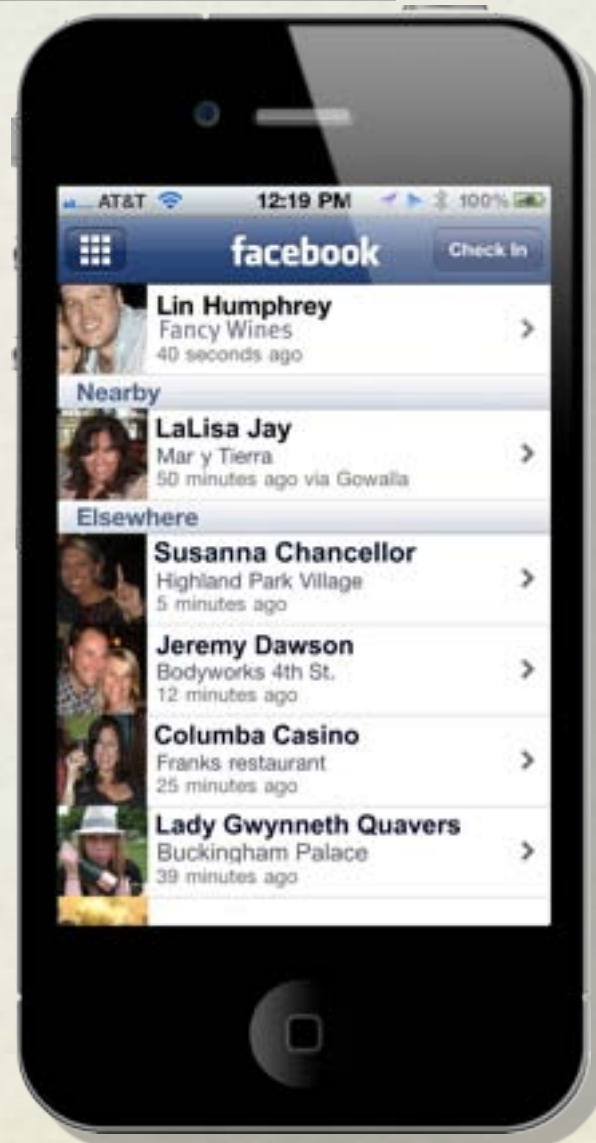 AT&T 12:19 PM 100%
facebook Check In
Lin Humphrey
Fancy Wines
40 seconds ago
Nearby
LaLisa Jay
Mar y Tierra
50 minutes ago via Gowalla
Elsewhere
Susanna Chancellor
Highland Park Village
5 minutes ago
Jeremy Dawson
Bodyworks 4th St.
12 minutes ago
Columba Casino
Franks restaurant
25 minutes ago
Lady Gwynneth Quavers
Buckingham Palace
39 minutes ago